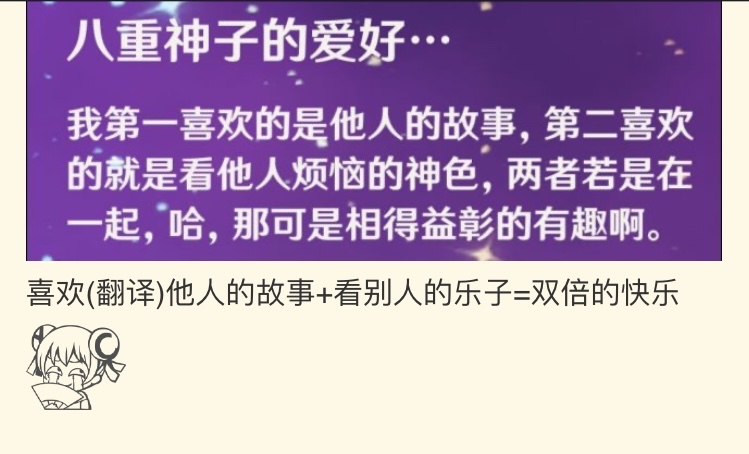 八重神子的爱好…
我第一喜欢的是他人的故事，第二喜欢
的就是看他人烦恼的神色，两者若是在
一起，哈，那可是相得益彰的有趣啊。
喜欢(翻译)他人的故事+看别人的乐子=双倍的快乐